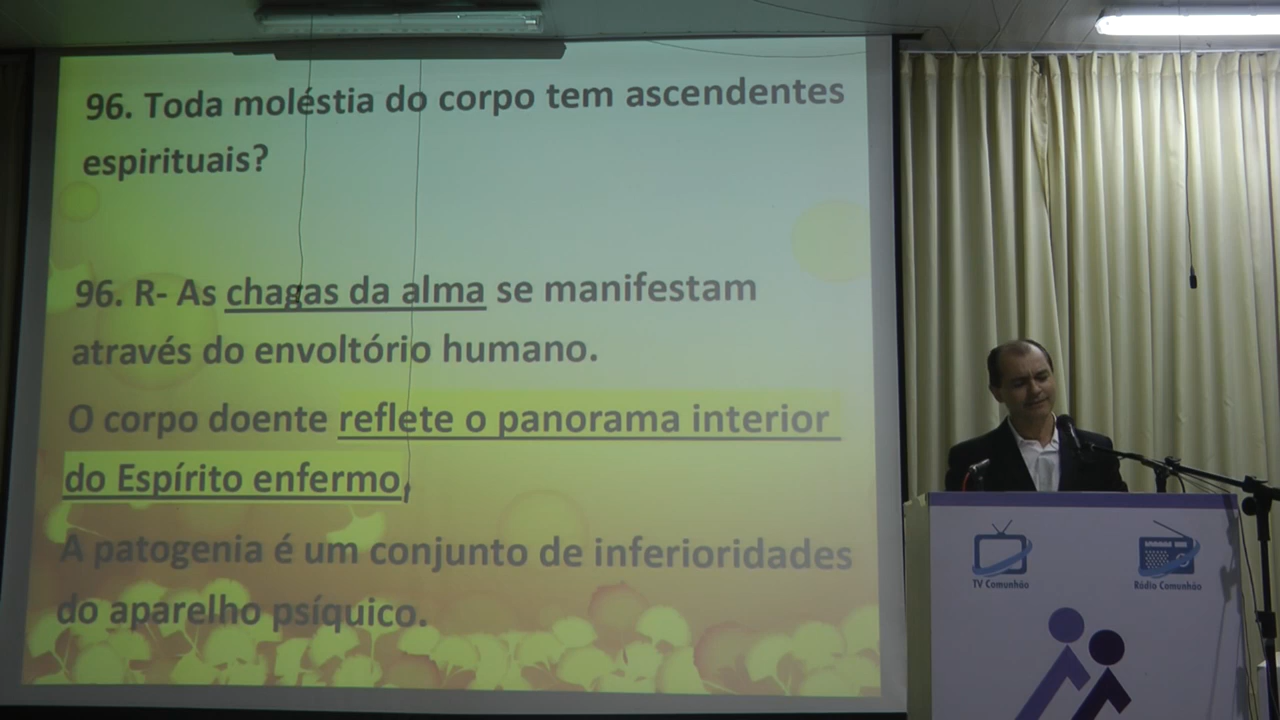 96. Toda moléstia do corpo tem ascendentes
espirituais?
96. R- As chagas da alma se manifestam
através do envoltório humano.
O corpo doente reflete o panorama interior
do Espírito enfermo,
A patogenia é um conjunto de inferioridades
do aparelho psíquico.
TV Comunhão
Rádio Comunhão